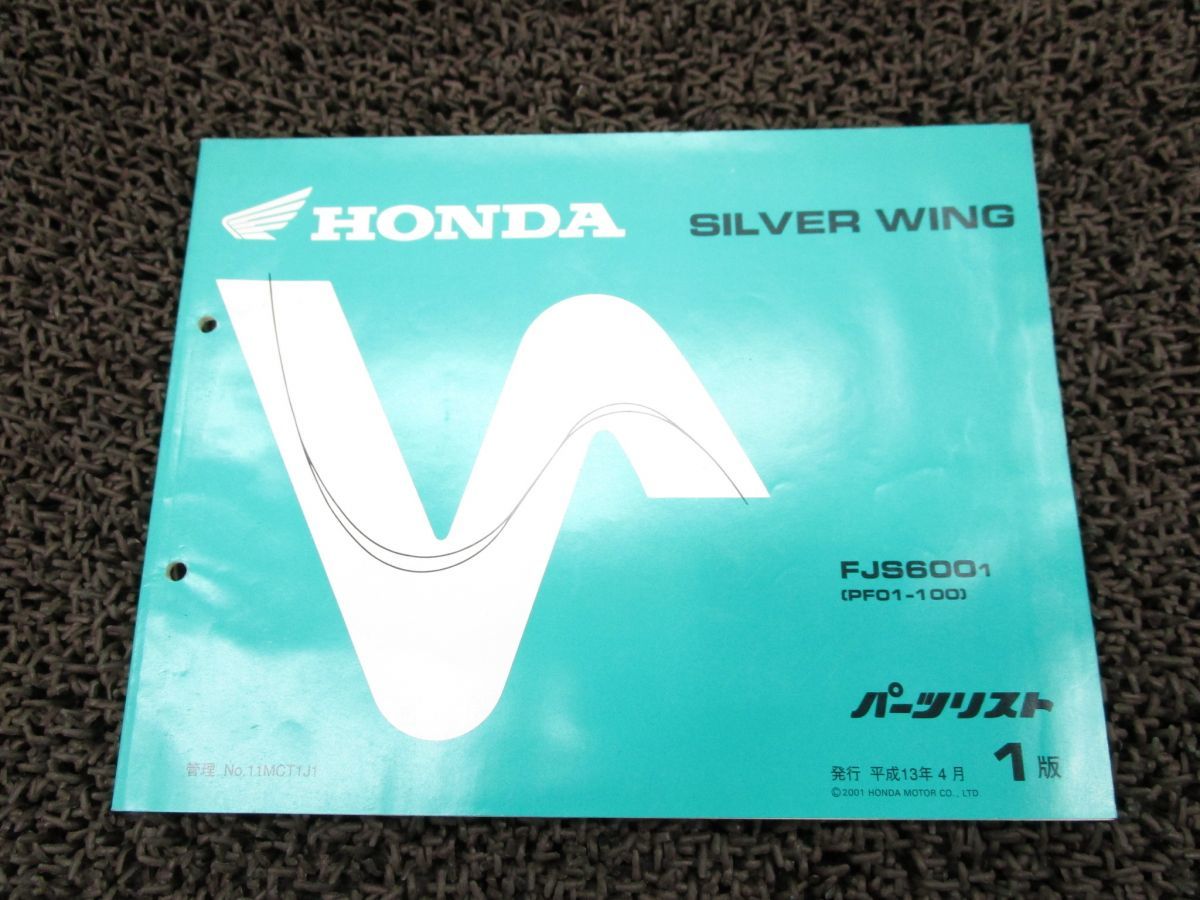 HONDA SILVER WING
FJS6001
(PF01-100)
パーツリスト
管理 No.11MCT1J1
発行 平成13年4月 1版
©2001 HONDA MOTOR CO., LTD.